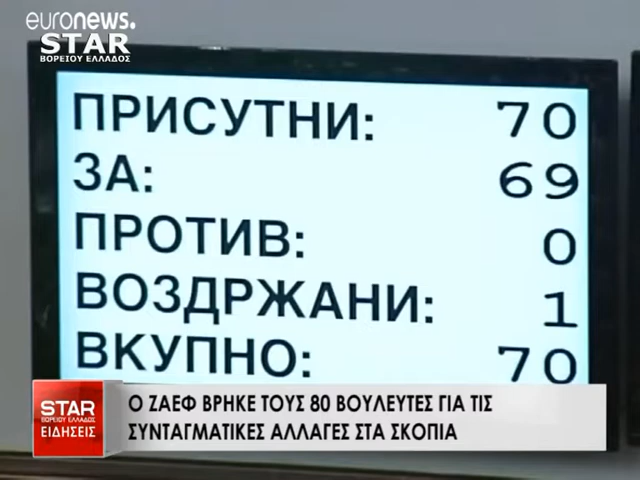 euronews.
STAR
ΒΟΡΕΙΟΥ ΕΛΛΑΔΟΣ
ПРИСУТНИ: 70
ЗА: 69
ПРОТИВ: 0
ВОЗДРЖАНИ: 1
ВКУПНО: 70
STAR
ΒΟΡΕΙΟΥ ΕΛΛΑΔΟΣ
ΕΙΔΗΣΕΙΣ
Ο ΖΑΕΦ ΒΡΗΚΕ ΤΟΥΣ 80 ΒΟΥΛΕΥΤΕΣ ΓΙΑ ΤΙΣ
ΣΥΝΤΑΓΜΑΤΙΚΕΣ ΑΛΛΑΓΕΣ ΣΤΑ ΣΚΟΠΙΑ